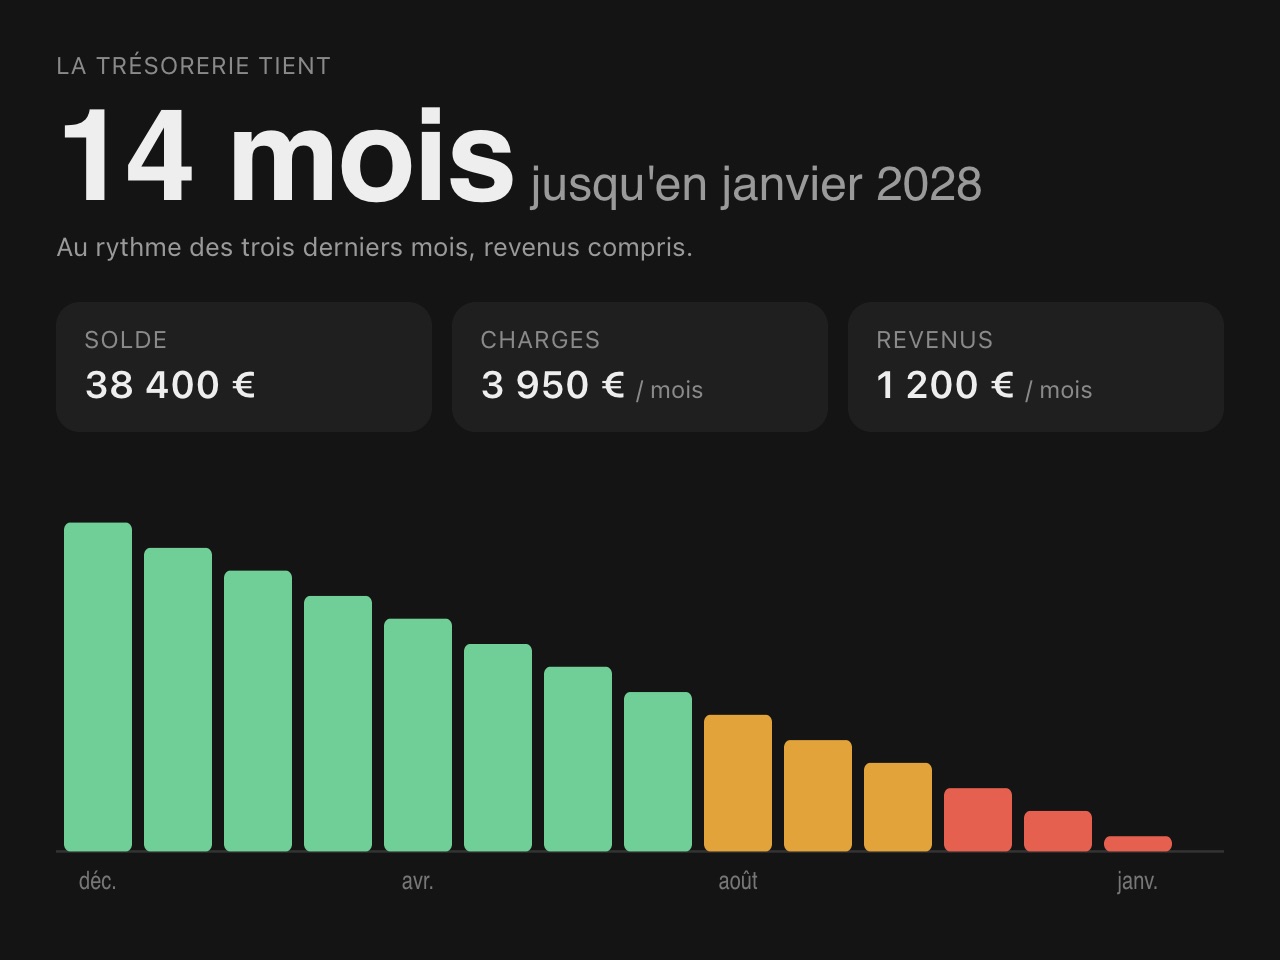 LA TRÉSORERIE TIENT
14 mois jusqu'en janvier 2028
Au rythme des trois derniers mois, revenus compris.
SOLDE
38 400 €
CHARGES
3 950 € / mois
REVENUS
1 200 € / mois
déc. avr. août janv.